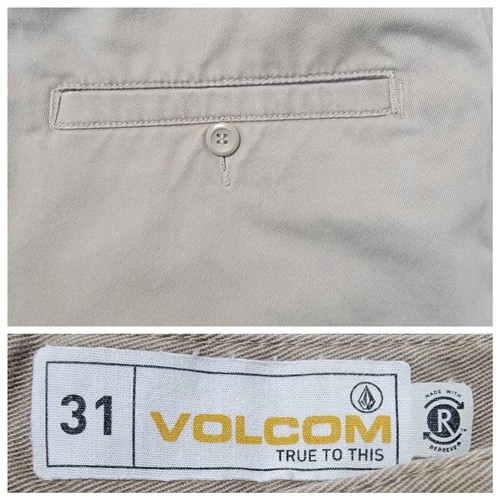 31
VOLCOM
TRUE TO THIS
MADE WITH
R
REPREVE